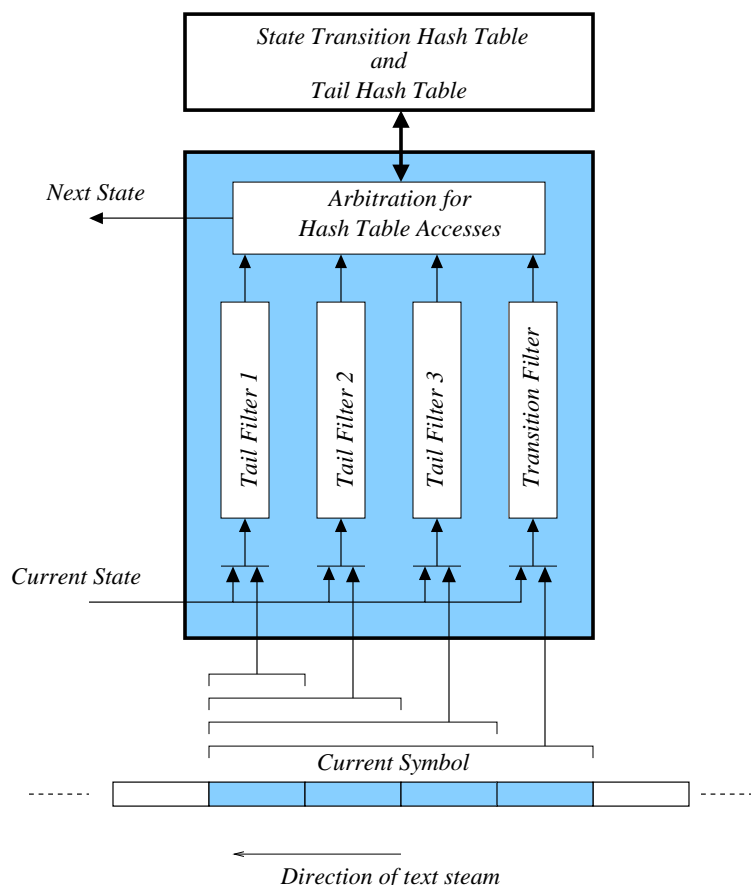 State Transition Hash Table
and
Tail Hash Table
Next State
Arbitration for
Hash Table Accesses
Tail Filter 1
Tail Filter 2
Tail Filter 3
Transition Filter
Current State
Current Symbol
Direction of text steam